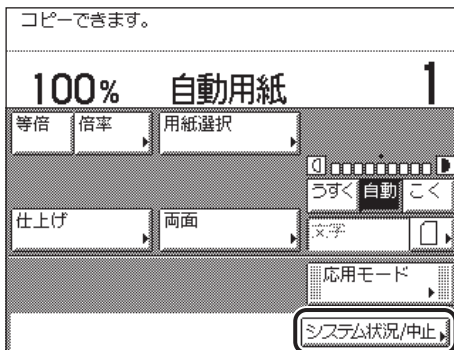 コピーできます。
100% 自動用紙 1
等倍 倍率 用紙選択
うすく 自動 こく
仕上げ 両面 文字
応用モード
システム状況/中止